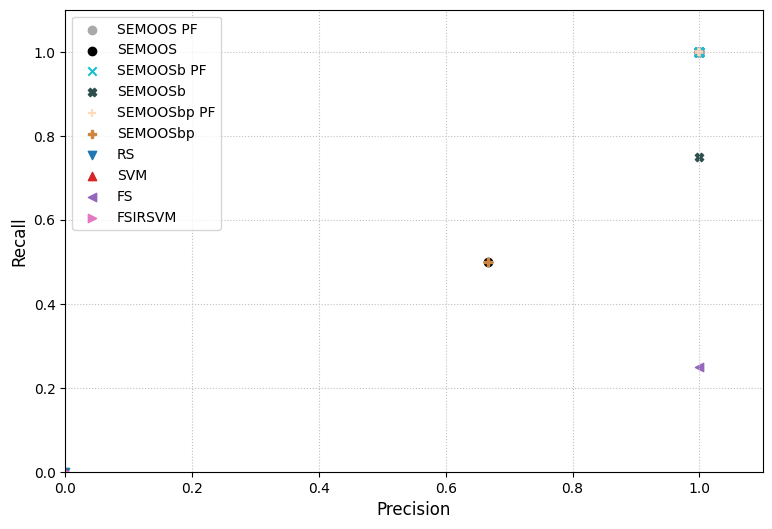 SEMOOS PF
SEMOOS
SEMOOSb PF
SEMOOSb
SEMOOSbp PF
SEMOOSbp
RS
SVM
FS
FSIRSVM
Recall
1.0
0.8
0.6
0.4
0.2
0.0
0.0 0.2 0.4 0.6 0.8 1.0
Precision